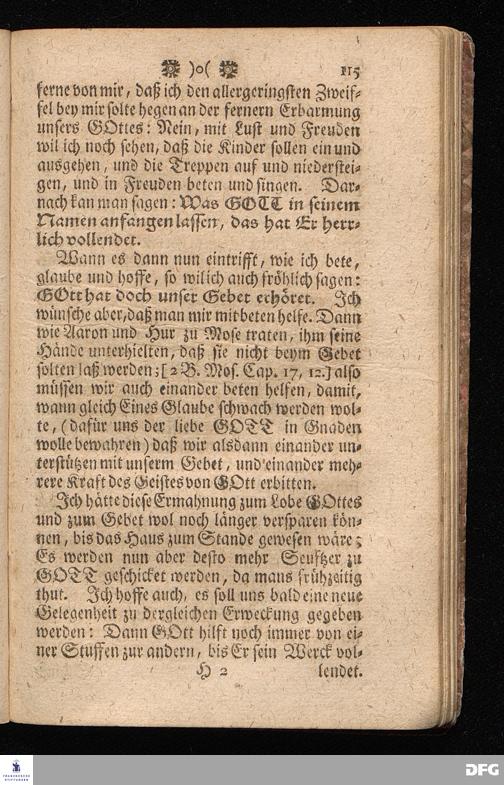 )o( 115
ferne von mir, daß ich den allergeringsten Zweif-
fel bey mir solte hegen an der fernern Erbarmung
unsers GOttes: Nein, mit Lust und Freuden
wil ich noch sehen, daß die Kinder sollen ein und
ausgehen, und die Treppen auf und niederstei-
gen, und in Freuden beten und singen. Dar-
nach kan man sagen: Was GOTT in seinem
Namen anfangen lassen, das hat Er herr-
lich vollendet.
Wann es dann nun eintrifft, wie ich bete,
glaube und hoffe, so wil ich auch fröhlich sagen:
GOtt hat doch unser Gebet erhöret. Ich
wünsche aber, daß man mir mit beten helfe. Dann
wie Aaron und Hur zu Mose traten, ihm seine
Hände unterhielten, daß sie nicht beym Gebet
solten laß werden; [2 B. Mos. Cap. 17, 12.] also
müssen wir auch einander beten helfen, damit,
wann gleich Eines Glaube schwach werden wol-
te, (dafür uns der liebe GOTT in Gnaden
wolle bewahren) daß wir alsdann einander un-
terstützen mit unserm Gebet, und einander meh-
rere Kraft des Geistes von GOtt erbitten.
Ich hätte diese Ermahnung zum Lobe GOttes
und zum Gebet wol noch länger versparen kön-
nen, bis das Haus zum Stande gewesen wäre;
Es werden nun aber desto mehr Seuftzer zu
GOTT geschicket werden, da mans frühzeitig
thut. Ich hoffe auch, es soll uns bald eine neue
Gelegenheit zu dergleichen Erweckung gegeben
werden: Dann GOtt hilft noch immer von ei-
ner Stuffen zur andern, bis Er sein Werck vol-
H 2 lendet.
FRANCKESCHE
STIFTUNGEN
DFG